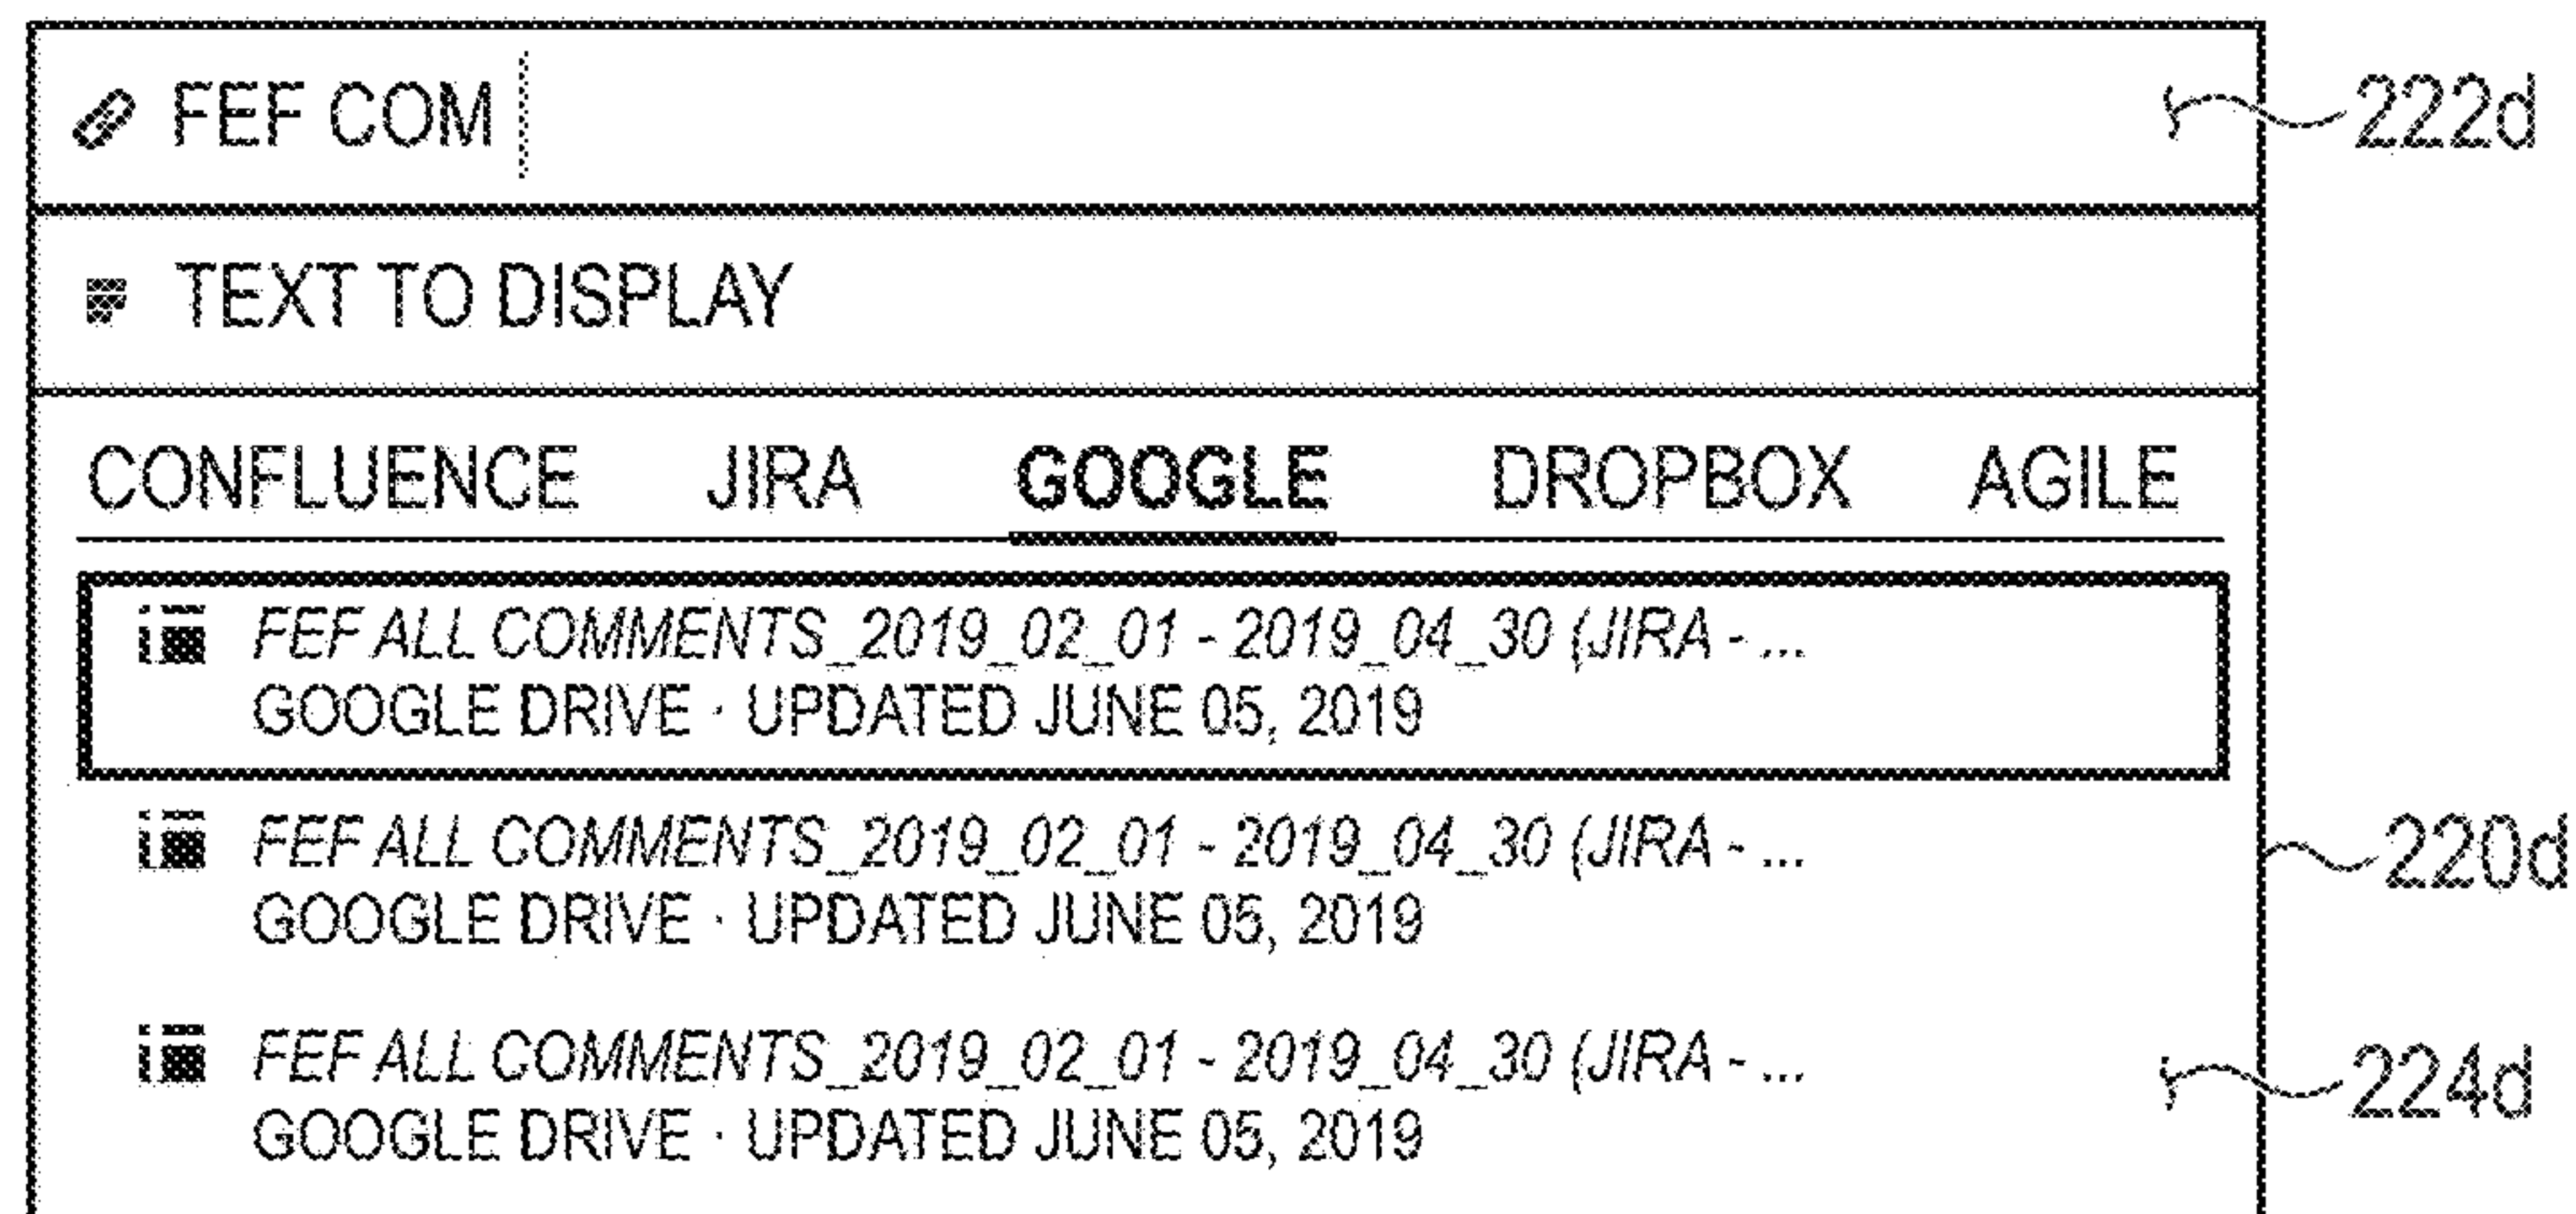 FEF COM
222d
TEXT TO DISPLAY
CONFLUENCE JIRA GOOGLE DROPBOX AGILE
FEF ALL COMMENTS_2019_02_01 - 2019_04_30 (JIRA - ...
GOOGLE DRIVE · UPDATED JUNE 05, 2019
FEF ALL COMMENTS_2019_02_01 - 2019_04_30 (JIRA - ...
220d
GOOGLE DRIVE · UPDATED JUNE 05, 2019
FEF ALL COMMENTS_2019_02_01 - 2019_04_30 (JIRA - ...
224d
GOOGLE DRIVE · UPDATED JUNE 05, 2019